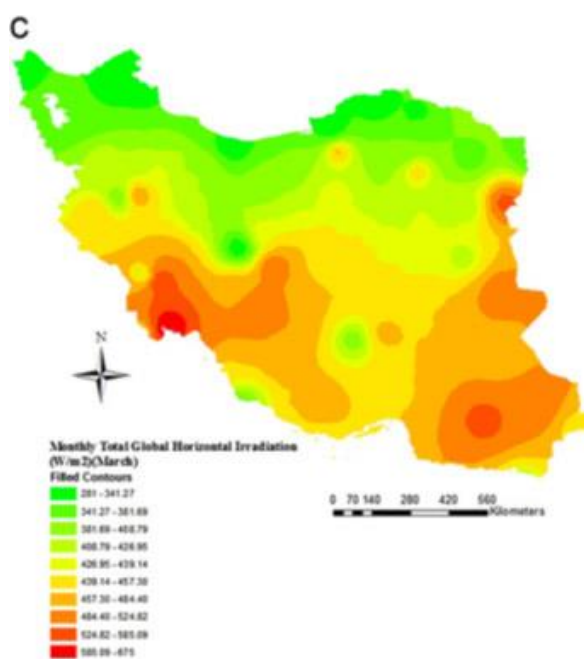 C
N
Monthly Total Global Horizontal Irradiation
(W/m2)(March)
Filled Contours
281 - 341.27
341.27 - 381.69
381.69 - 408.79
408.79 - 426.95
426.95 - 439.14
439.14 - 457.30
457.30 - 484.40
484.40 - 524.82
524.82 - 585.09
585.09 - 675
0 70 140 280 420 560
Kilometers